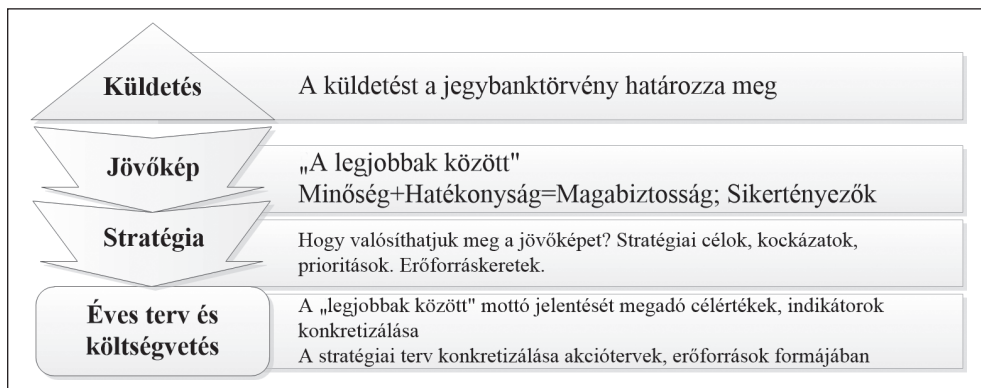 Küldetés
A küldetést a jegybanktörvény határozza meg
Jövőkép
„A legjobbak között"
Minőség+Hatékonyság=Magabiztosság; Sikertényezők
Stratégia
Hogy valósíthatjuk meg a jövőképet? Stratégiai célok, kockázatok,
prioritások. Erőforráskeretek.
Éves terv és
költségvetés
A „legjobbak között" mottó jelentését megadó célértékek, indikátorok
konkretizálása
A stratégiai terv konkretizálása akciótervek, erőforrások formájában